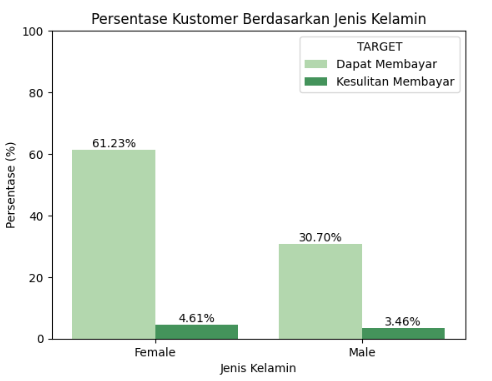 Persentase Kustomer Berdasarkan Jenis Kelamin
100
80
60
40
20
0
Persentase (%)
TARGET
Dapat Membayar
Kesulitan Membayar
61.23%
4.61%
30.70%
3.46%
Female
Male
Jenis Kelamin